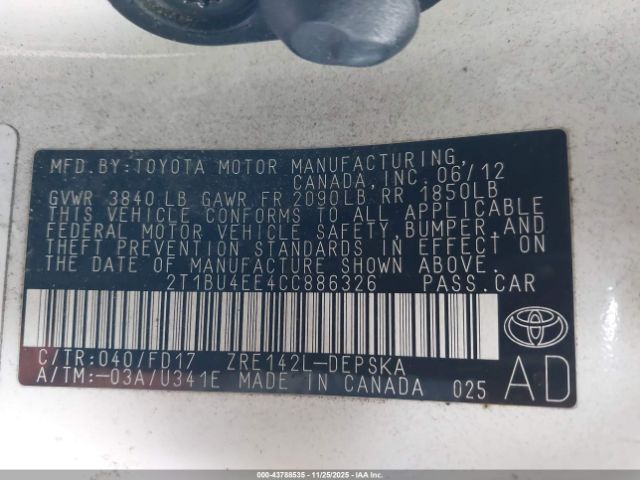 MFD.BY:TOYOTA MOTOR MANUFACTURING,
CANADA,INC.06/12
GVWR 3840 LB GAWR FR 2090LB RR 1850LB
THIS VEHICLE CONFORMS TO ALL APPLICABLE
FEDERAL MOTOR VEHICLE SAFETY,BUMPER,AND
THEFT PREVENTION STANDARDS IN EFFECT ON
THE DATE OF MANUFACTURE SHOWN ABOVE.
2T1BU4EE4CC886326 PASS.CAR
C/TR:040/FD17 ZRE142L-DEPSKA
A/TM:-03A/U341E MADE IN CANADA 025 AD
000-43788535 - 11/25/2025 - IAAI.COM